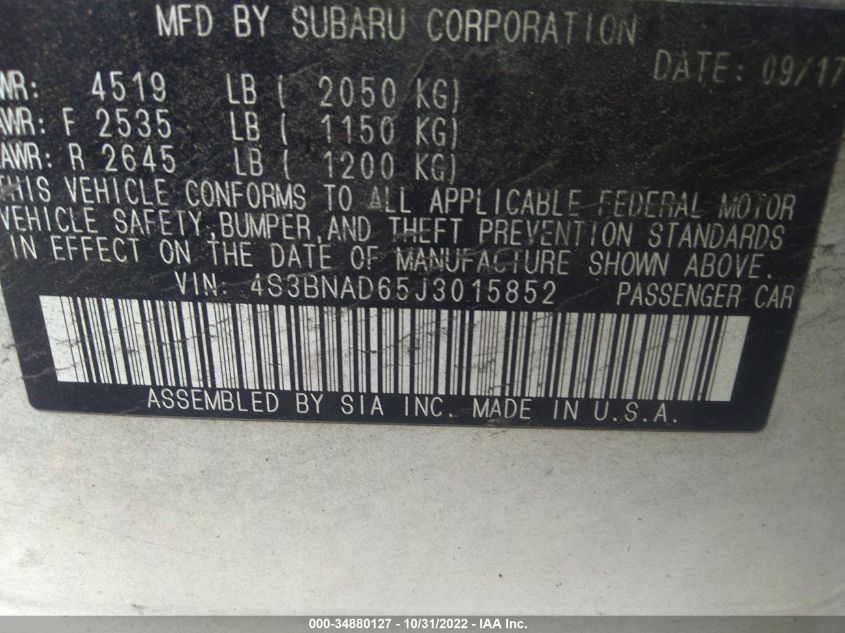 MFD BY SUBARU CORPORATION
DATE: 09/17
WR: 4519 LB ( 2050 KG)
AWR: F 2535 LB ( 1150 KG)
AWR: R 2645 LB ( 1200 KG)
THIS VEHICLE CONFORMS TO ALL APPLICABLE FEDERAL MOTOR
VEHICLE SAFETY,BUMPER,AND THEFT PREVENTION STANDARDS
IN EFFECT ON THE DATE OF MANUFACTURE SHOWN ABOVE.
VIN: 4S3BNAD65J3015852 PASSENGER CAR
ASSEMBLED BY SIA INC. MADE IN U.S.A.
000-34880127 - 10/31/2022 - IAA Inc.